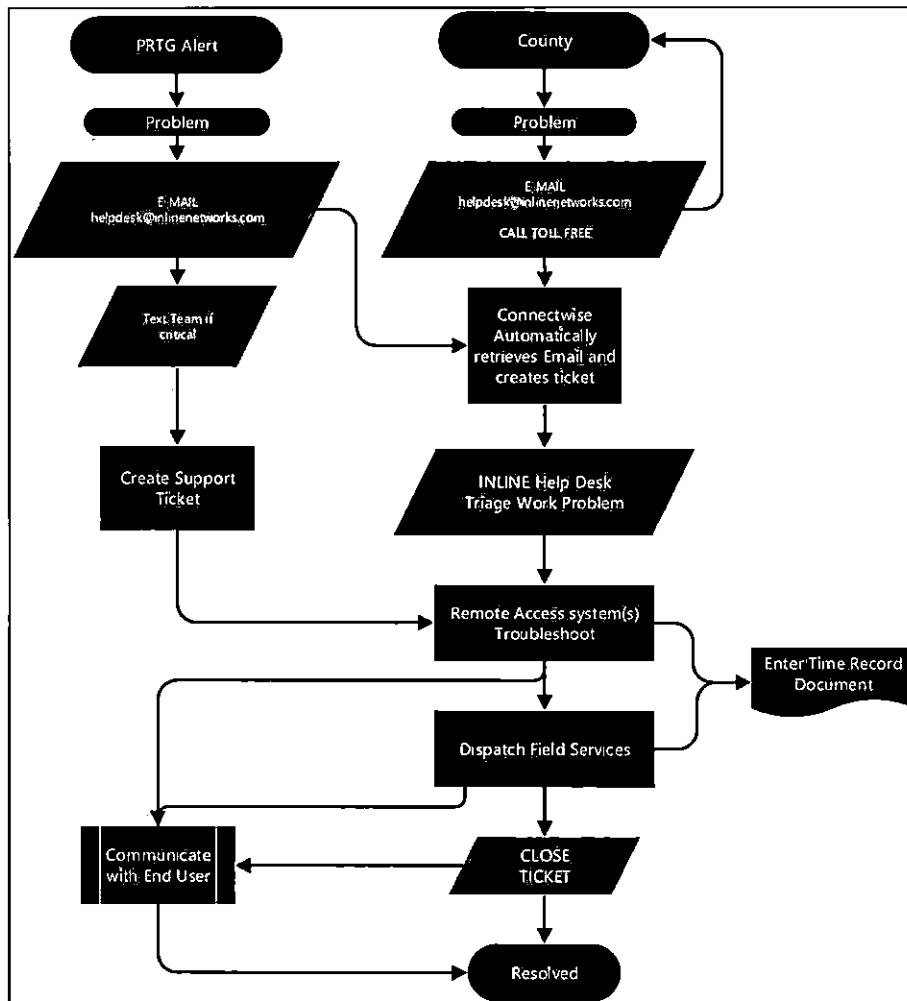 PRTG Alert
County
Problem
Problem
E-MAIL
helpdesk@inlinenetworks.com
E-MAIL
helpdesk@inlinenetworks.com
CALL TOLL FREE
Text Team if
critical
Connectwise
Automatically
retrieves Email and
creates ticket
Create Support
Ticket
INLINE Help Desk
Triage Work Problem
Remote Access system(s)
Troubleshoot
Enter Time Record
Document
Dispatch Field Services
Communicate
with End User
CLOSE
TICKET
Resolved